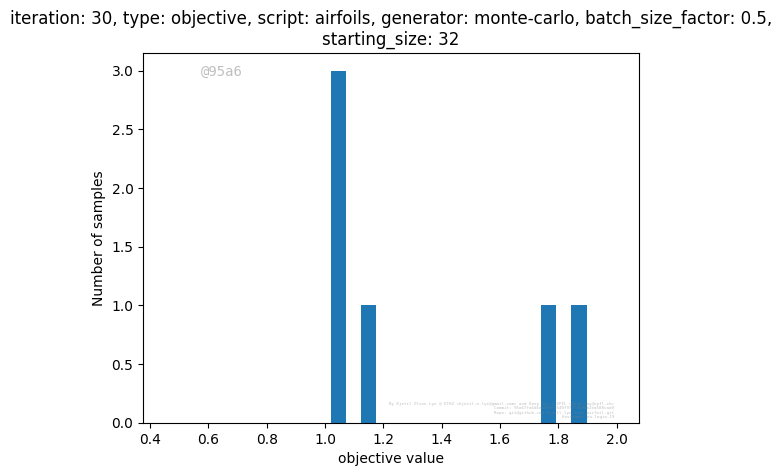 iteration: 30, type: objective, script: airfoils, generator: monte-carlo, batch_size_factor: 0.5,
starting_size: 32
@95a6
3.0
2.5
2.0
1.5
1.0
0.5
0.0
Number of samples
0.4 0.6 0.8 1.0 1.2 1.4 1.6 1.8 2.0
objective value